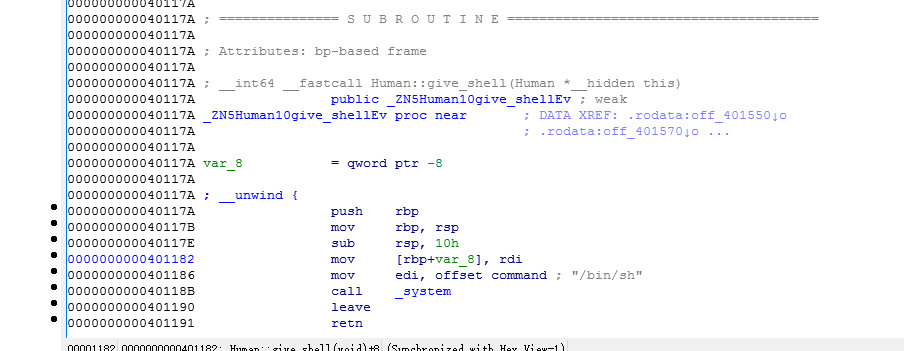 000000000040117A
000000000040117A ; =============== S U B R O U T I N E =======================================
000000000040117A
000000000040117A ; Attributes: bp-based frame
000000000040117A
000000000040117A ; __int64 __fastcall Human::give_shell(Human *__hidden this)
000000000040117A public _ZN5Human10give_shellEv ; weak
000000000040117A _ZN5Human10give_shellEv proc near ; DATA XREF: .rodata:off_401550↓o
000000000040117A ; .rodata:off_401570↓o ...
000000000040117A
000000000040117A var_8 = qword ptr -8
000000000040117A
000000000040117A ; __unwind {
000000000040117A push rbp
000000000040117B mov rbp, rsp
000000000040117E sub rsp, 10h
0000000000401182 mov [rbp+var_8], rdi
0000000000401186 mov edi, offset command ; "/bin/sh"
000000000040118B call _system
0000000000401190 leave
0000000000401191 retn
00001182 0000000000401182: Human::give_shell(void)+8 (Synchronized with Hex View-1)